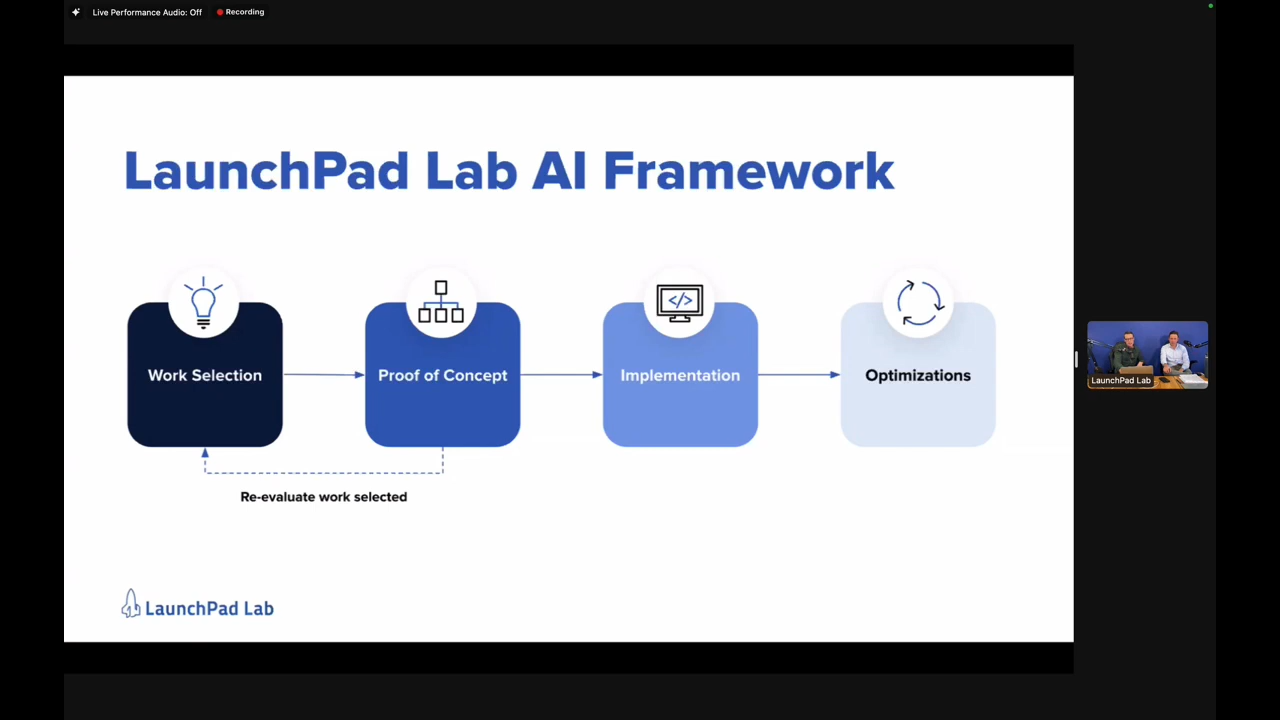 Live Performance Audio: Off
Recording
LaunchPad Lab AI Framework
</>
Work Selection
Proof of Concept
Implementation
Optimizations
Re-evaluate work selected
LaunchPad Lab
LaunchPad Lab